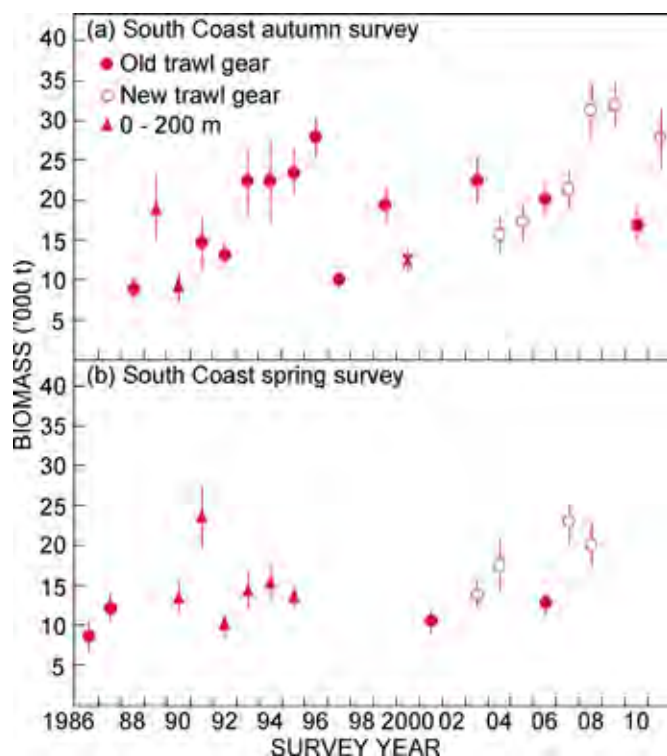 (a) South Coast autumn survey
Old trawl gear
New trawl gear
0 - 200 m
40
35
30
25
20
15
10
5
BIOMASS ('000 t)
(b) South Coast spring survey
40
35
30
25
20
15
10
5
1986 88 90 92 94 96 98 2000 02 04 06 08 10
SURVEY YEAR